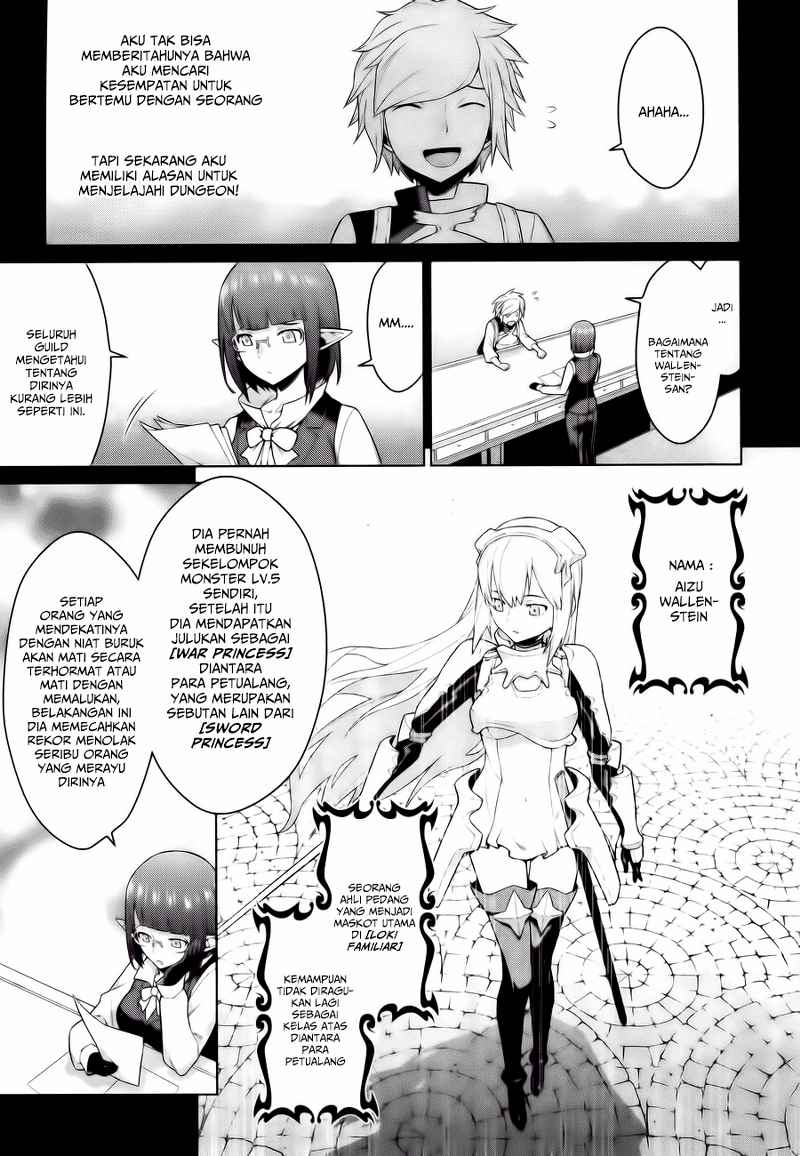 AHAHA...
AKU TAK BISA
MEMBERITAHUNYA BAHWA
AKU MENCARI
KESEMPATAN UNTUK
BERTEMU DENGAN SEORANG
TAPI SEKARANG AKU
MEMILIKI ALASAN UNTUK
MENJELAJAHI DUNGEON!
JADI
...
BAGAIMANA
TENTANG
WALLEN-
STEIN-
SAN?
MM....
SELURUH
GUILD
MENGETAHUI
TENTANG
DIRINYA
KURANG LEBIH
SEPERTI INI.
NAMA :
AIZU
WALLEN-
STEIN
DIA PERNAH
MEMBUNUH
SEKELOMPOK
MONSTER LV.5
SENDIRI,
SETELAH ITU
DIA MENDAPATKAN
JULUKAN SEBAGAI
[WAR PRINCESS]
DIANTARA
PARA PETUALANG,
YANG MERUPAKAN
SEBUTAN LAIN DARI
[SWORD
PRINCESS]
SETIAP
ORANG YANG
MENDEKATINYA
DENGAN NIAT BURUK
AKAN MATI SECARA
TERHORMAT ATAU
MATI DENGAN
MEMALUKAN,
BELAKANGAN INI
DIA MEMECAHKAN
REKOR MENOLAK
SERIBU ORANG
YANG MERAYU
DIRINYA
SEORANG
AHLI PEDANG
YANG MENJADI
MASKOT UTAMA
DI [LOKI
FAMILIAR]
KEMAMPUAN
TIDAK DIRAGU-
KAN LAGI
SEBAGAI
KELAS ATAS
DIANTARA
PARA
PETUALANG